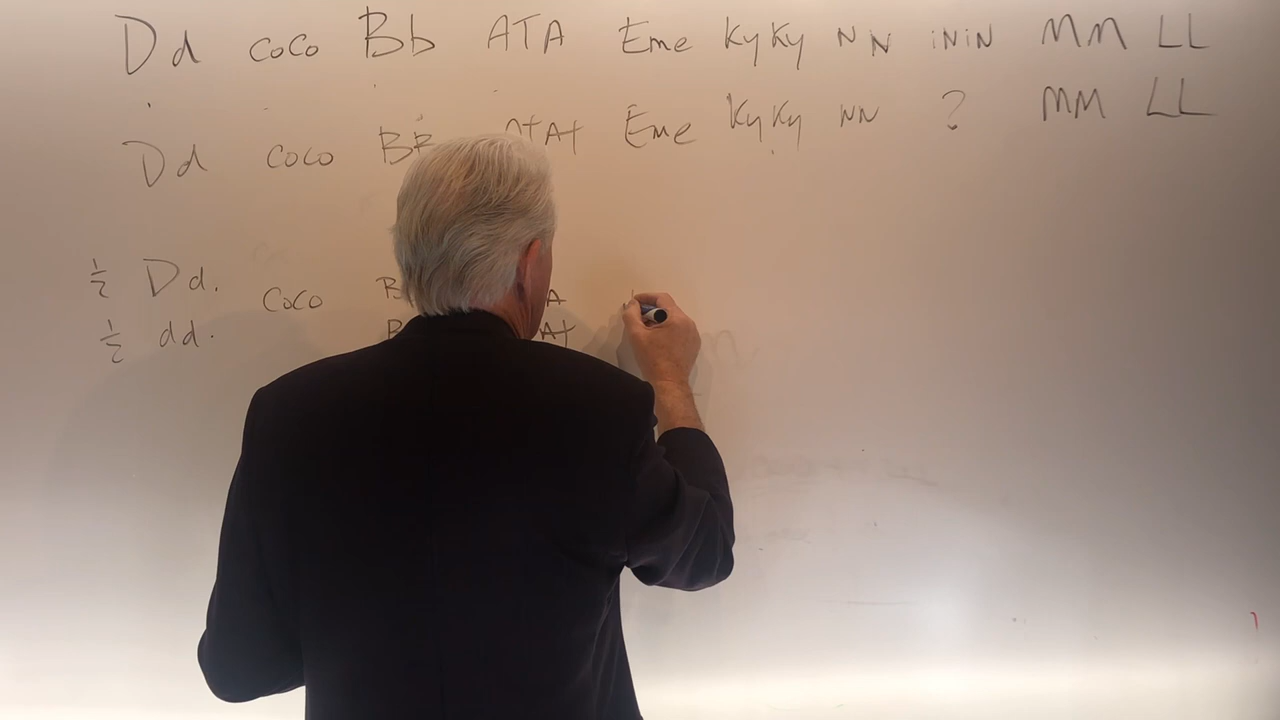 Dd coco Bb ATA Eme KyKy NN iNiN MM LL
Dd coco AtAt Eme KyKy NN ? MM LL
½ Dd. coco
½ dd.